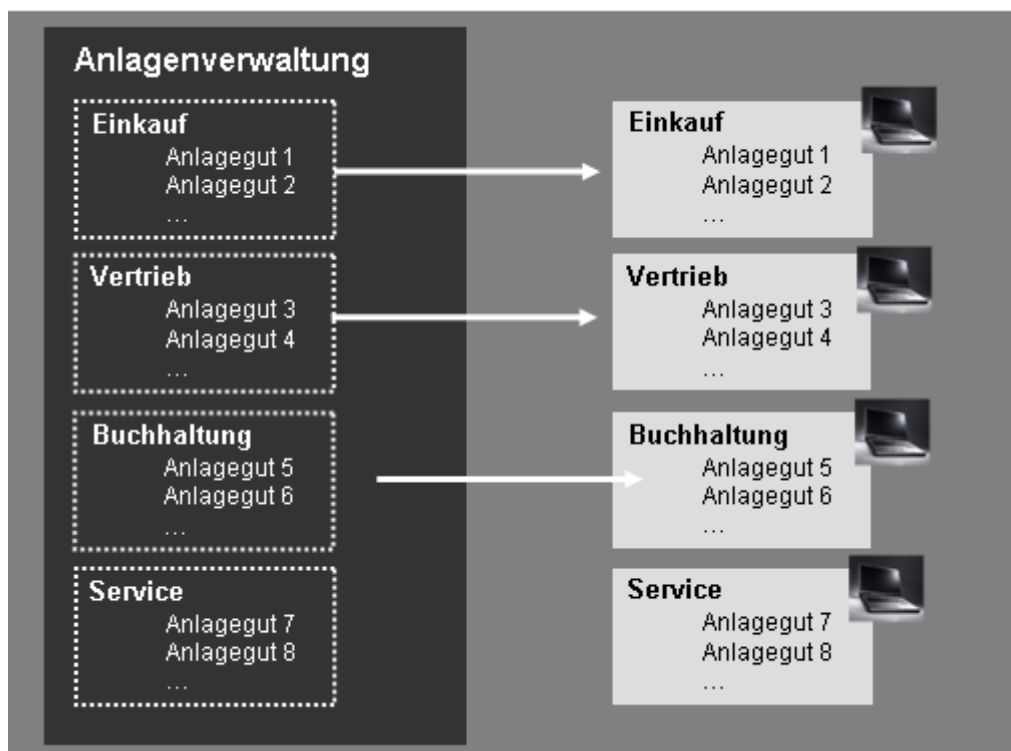 Anlagenverwaltung
Einkauf
Anlagegut 1
Anlagegut 2
...
Vertrieb
Anlagegut 3
Anlagegut 4
...
Buchhaltung
Anlagegut 5
Anlagegut 6
...
Service
Anlagegut 7
Anlagegut 8
...
Einkauf
Anlagegut 1
Anlagegut 2
...
Vertrieb
Anlagegut 3
Anlagegut 4
...
Buchhaltung
Anlagegut 5
Anlagegut 6
...
Service
Anlagegut 7
Anlagegut 8
...